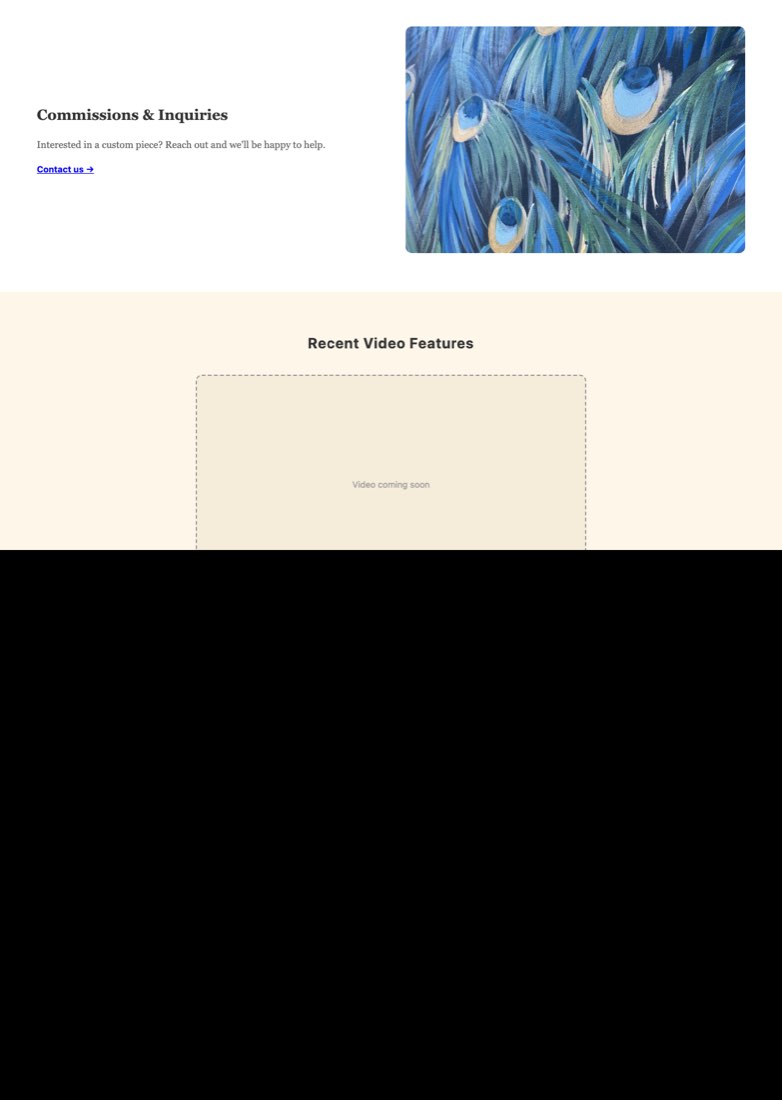 Commissions & Inquiries
Interested in a custom piece? Reach out and we'll be happy to help.
Contact us →
Recent Video Features
Video coming soon